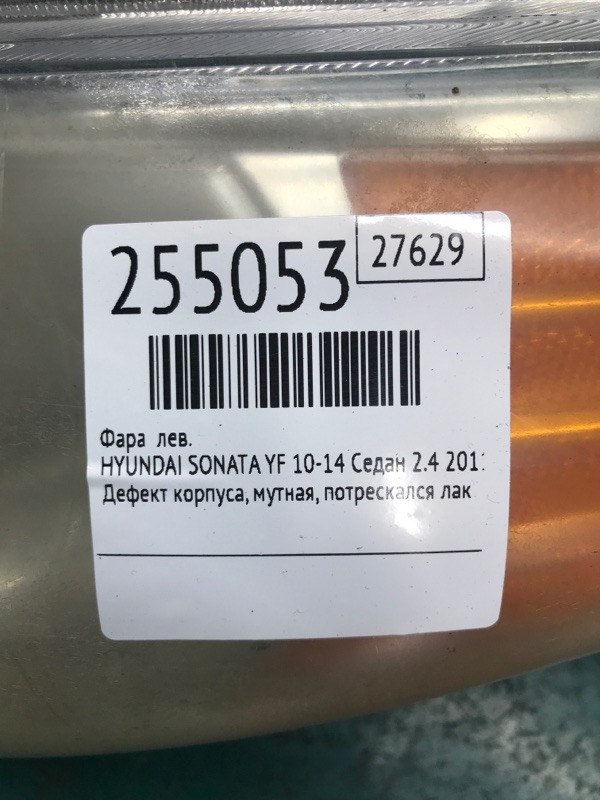 255053
27629
Фара лев.
HYUNDAI SONATA YF 10-14 Седан 2.4
Дефект корпуса, мутная, потрескался лак